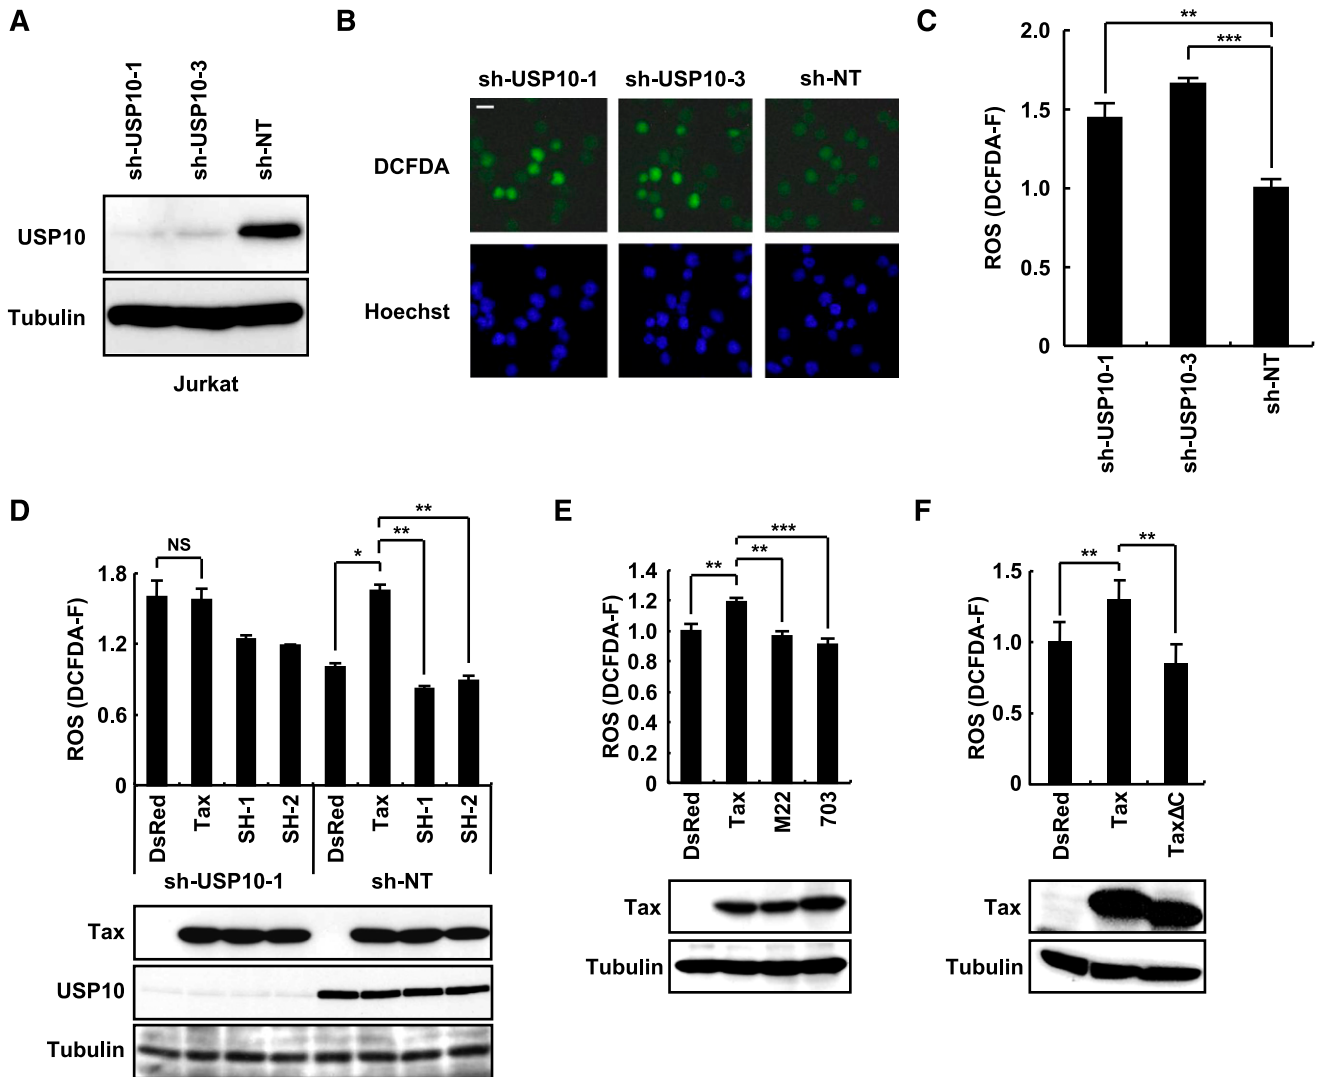 A
sh-USP10-1
sh-USP10-3
sh-NT
USP10
Tubulin
Jurkat
B
sh-USP10-1 sh-USP10-3 sh-NT
DCFDA
Hoechst
C
**
***
ROS (DCFDA-F)
2.0
1.5
1.0
0.5
0
sh-USP10-1
sh-USP10-3
sh-NT
D
NS
*
**
**
ROS (DCFDA-F)
1.8
1.2
0.6
0
DsRed
Tax
SH-1
SH-2
DsRed
Tax
SH-1
SH-2
sh-USP10-1 sh-NT
Tax
USP10
Tubulin
E
***
**
**
ROS (DCFDA-F)
1.4
1.2
1.0
0.8
0.6
0.4
0.2
0
DsRed
Tax
M22
703
Tax
Tubulin
F
**
**
ROS (DCFDA-F)
1.5
1.0
0.5
0
DsRed
Tax
TaxΔC
Tax
Tubulin